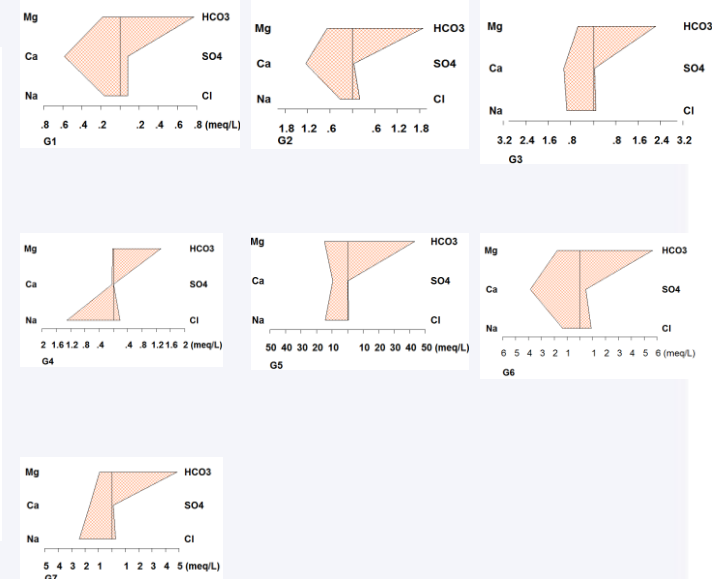 Mg HCO3
Ca SO4
Na Cl
.8 .6 .4 .2 .2 .4 .6 .8 (meq/L)
G1
Mg HCO3
Ca SO4
Na Cl
1.8 1.2 .6 .6 1.2 1.8
G2
Mg HCO3
Ca SO4
Na Cl
3.2 2.4 1.6 .8 .8 1.6 2.4 3.2
G3
Mg HCO3
Ca SO4
Na Cl
2 1.6 1.2 .8 .4 .4 .8 1.2 1.6 2 (meq/L)
G4
Mg HCO3
Ca SO4
Na Cl
50 40 30 20 10 10 20 30 40 50 (meq/L)
G5
Mg HCO3
Ca SO4
Na Cl
6 5 4 3 2 1 1 2 3 4 5 6 (meq/L)
G6
Mg HCO3
Ca SO4
Na Cl
5 4 3 2 1 1 2 3 4 5 (meq/L)
G7